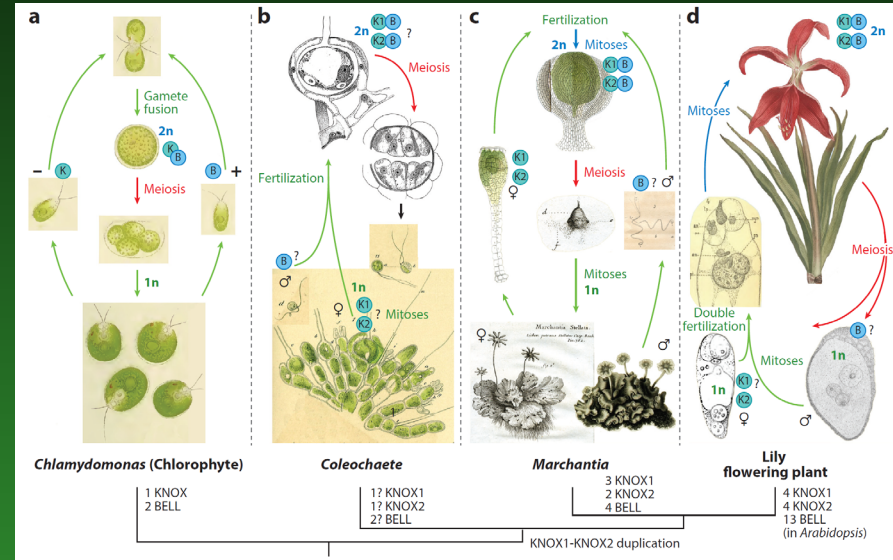 a
Gamete
fusion
2n
K
B
−
K
B
+
Meiosis
1n
Chlamydomonas (Chlorophyte)
1 KNOX
2 BELL
b
2n
K1 B
K2 B
?
Meiosis
Fertilization
B ?
♂
1n
♀
K1
K2
?
Mitoses
Coleochaete
1? KNOX1
1? KNOX2
2? BELL
c
Fertilization
2n
Mitoses
K1 B
K2 B
K1
K2
♀
Meiosis
B ? ♂
Mitoses
1n
Marchantia Stellata.
♀
♂
Marchantia
3 KNOX1
2 KNOX2
4 BELL
d
K1 B
K2 B
2n
Mitoses
Meiosis
Double
fertilization
B ?
1n
Mitoses
1n
K1
K2
?
♀
♂
Lily
flowering plant
4 KNOX1
4 KNOX2
13 BELL
(in Arabidopsis)
KNOX1-KNOX2 duplication